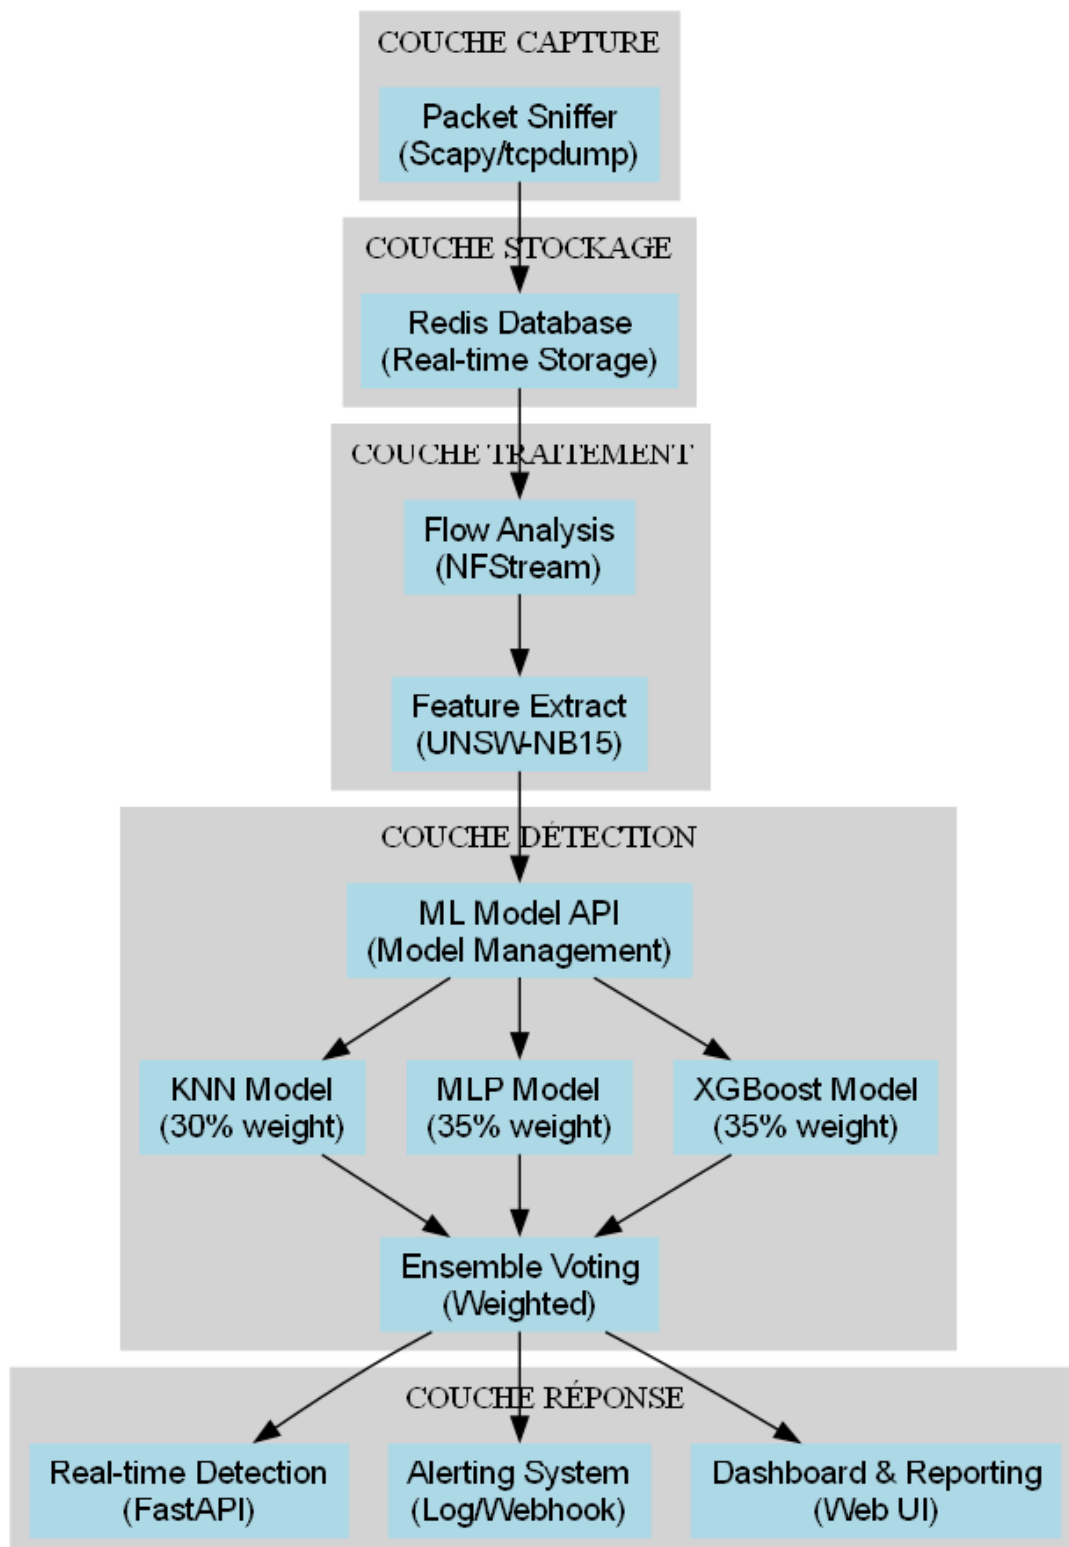 COUCHE CAPTURE
Packet Sniffer
(Scapy/tcpdump)
COUCHE STOCKAGE
Redis Database
(Real-time Storage)
COUCHE TRAITEMENT
Flow Analysis
(NFStream)
Feature Extract
(UNSW-NB15)
COUCHE DÉTECTION
ML Model API
(Model Management)
KNN Model
(30% weight)
MLP Model
(35% weight)
XGBoost Model
(35% weight)
Ensemble Voting
(Weighted)
COUCHE RÉPONSE
Real-time Detection
(FastAPI)
Alerting System
(Log/Webhook)
Dashboard & Reporting
(Web UI)